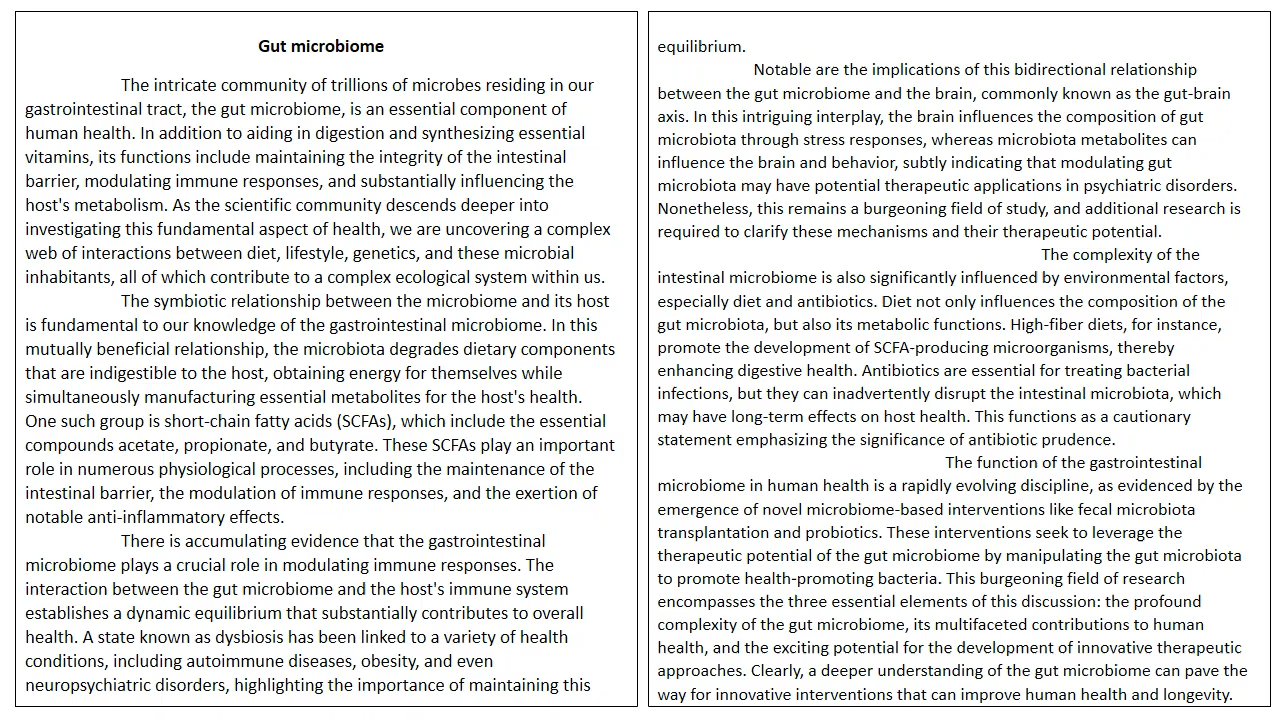 Gut microbiome
The intricate community of trillions of microbes residing in our
gastrointestinal tract, the gut microbiome, is an essential component of
human health. In addition to aiding in digestion and synthesizing essential
vitamins, its functions include maintaining the integrity of the intestinal
barrier, modulating immune responses, and substantially influencing the
host's metabolism. As the scientific community descends deeper into
investigating this fundamental aspect of health, we are uncovering a complex
web of interactions between diet, lifestyle, genetics, and these microbial
inhabitants, all of which contribute to a complex ecological system within us.
The symbiotic relationship between the microbiome and its host
is fundamental to our knowledge of the gastrointestinal microbiome. In this
mutually beneficial relationship, the microbiota degrades dietary components
that are indigestible to the host, obtaining energy for themselves while
simultaneously manufacturing essential metabolites for the host's health.
One such group is short-chain fatty acids (SCFAs), which include the essential
compounds acetate, propionate, and butyrate. These SCFAs play an important
role in numerous physiological processes, including the maintenance of the
intestinal barrier, the modulation of immune responses, and the exertion of
notable anti-inflammatory effects.
There is accumulating evidence that the gastrointestinal
microbiome plays a crucial role in modulating immune responses. The
interaction between the gut microbiome and the host's immune system
establishes a dynamic equilibrium that substantially contributes to overall
health. A state known as dysbiosis has been linked to a variety of health
conditions, including autoimmune diseases, obesity, and even
neuropsychiatric disorders, highlighting the importance of maintaining this
equilibrium.
Notable are the implications of this bidirectional relationship
between the gut microbiome and the brain, commonly known as the gut-brain
axis. In this intriguing interplay, the brain influences the composition of gut
microbiota through stress responses, whereas microbiota metabolites can
influence the brain and behavior, subtly indicating that modulating gut
microbiota may have potential therapeutic applications in psychiatric disorders.
Nonetheless, this remains a burgeoning field of study, and additional research is
required to clarify these mechanisms and their therapeutic potential.
The complexity of the
intestinal microbiome is also significantly influenced by environmental factors,
especially diet and antibiotics. Diet not only influences the composition of the
gut microbiota, but also its metabolic functions. High-fiber diets, for instance,
promote the development of SCFA-producing microorganisms, thereby
enhancing digestive health. Antibiotics are essential for treating bacterial
infections, but they can inadvertently disrupt the intestinal microbiota, which
may have long-term effects on host health. This functions as a cautionary
statement emphasizing the significance of antibiotic prudence.
The function of the gastrointestinal
microbiome in human health is a rapidly evolving discipline, as evidenced by the
emergence of novel microbiome-based interventions like fecal microbiota
transplantation and probiotics. These interventions seek to leverage the
therapeutic potential of the gut microbiome by manipulating the gut microbiota
to promote health-promoting bacteria. This burgeoning field of research
encompasses the three essential elements of this discussion: the profound
complexity of the gut microbiome, its multifaceted contributions to human
health, and the exciting potential for the development of innovative therapeutic
approaches. Clearly, a deeper understanding of the gut microbiome can pave the
way for innovative interventions that can improve human health and longevity.